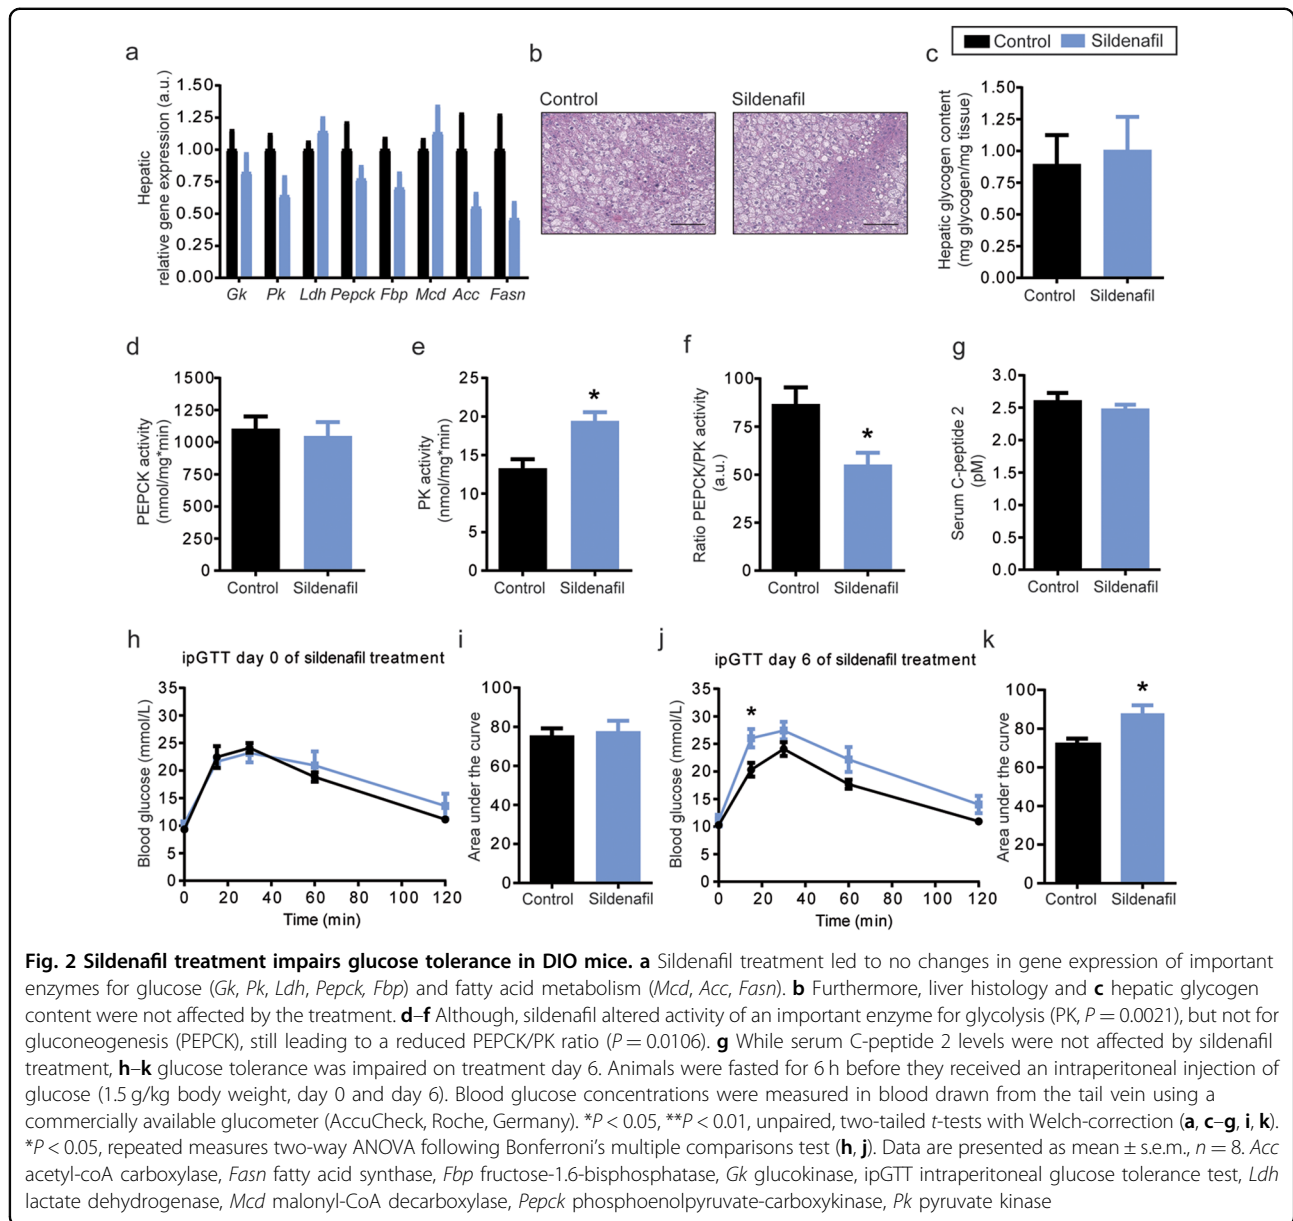 Control Sildenafil
a
Hepatic
relative gene expression (a.u.)
1.50
1.25
1.00
0.75
0.50
0.25
0.00
Gk Pk Ldh Pepck Fbp Mcd Acc Fasn
b
Control Sildenafil
c
Hepatic glycogen content
(mg glycogen/mg tissue)
1.50
1.25
1.00
0.75
0.50
0.25
0.00
Control Sildenafil
d
PEPCK activity
(nmol/mg*min)
1500
1250
1000
750
500
250
0
Control Sildenafil
e
PK activity
(nmol/mg*min)
25
20
15
10
5
0
*
Control Sildenafil
f
Ratio PEPCK/PK activity
(a.u.)
100
75
50
25
0
*
Control Sildenafil
g
Serum C-peptide 2
(pM)
3.0
2.5
2.0
1.5
1.0
0.5
0.0
Control Sildenafil
h
ipGTT day 0 of sildenafil treatment
Blood glucose (mmol/L)
35
30
25
20
15
10
5
0
0 20 40 60 80 100 120
Time (min)
i
Area under the curve
100
80
60
40
20
0
Control Sildenafil
j
ipGTT day 6 of sildenafil treatment
Blood glucose (mmol/L)
35
30
25
20
15
10
5
0
*
0 20 40 60 80 100 120
Time (min)
k
Area under the curve
100
80
60
40
20
0
*
Control Sildenafil
Fig. 2 Sildenafil treatment impairs glucose tolerance in DIO mice. a Sildenafil treatment led to no changes in gene expression of important
enzymes for glucose (Gk, Pk, Ldh, Pepck, Fbp) and fatty acid metabolism (Mcd, Acc, Fasn). b Furthermore, liver histology and c hepatic glycogen
content were not affected by the treatment. d–f Although, sildenafil altered activity of an important enzyme for glycolysis (PK, P = 0.0021), but not for
gluconeogenesis (PEPCK), still leading to a reduced PEPCK/PK ratio (P = 0.0106). g While serum C-peptide 2 levels were not affected by sildenafil
treatment, h–k glucose tolerance was impaired on treatment day 6. Animals were fasted for 6 h before they received an intraperitoneal injection of
glucose (1.5 g/kg body weight, day 0 and day 6). Blood glucose concentrations were measured in blood drawn from the tail vein using a
commercially available glucometer (AccuCheck, Roche, Germany). *P < 0.05, **P < 0.01, unpaired, two-tailed t-tests with Welch-correction (a, c–g, i, k).
*P < 0.05, repeated measures two-way ANOVA following Bonferroni's multiple comparisons test (h, j). Data are presented as mean ± s.e.m., n = 8. Acc
acetyl-coA carboxylase, Fasn fatty acid synthase, Fbp fructose-1.6-bisphosphatase, Gk glucokinase, ipGTT intraperitoneal glucose tolerance test, Ldh
lactate dehydrogenase, Mcd malonyl-CoA decarboxylase, Pepck phosphoenolpyruvate-carboxykinase, Pk pyruvate kinase